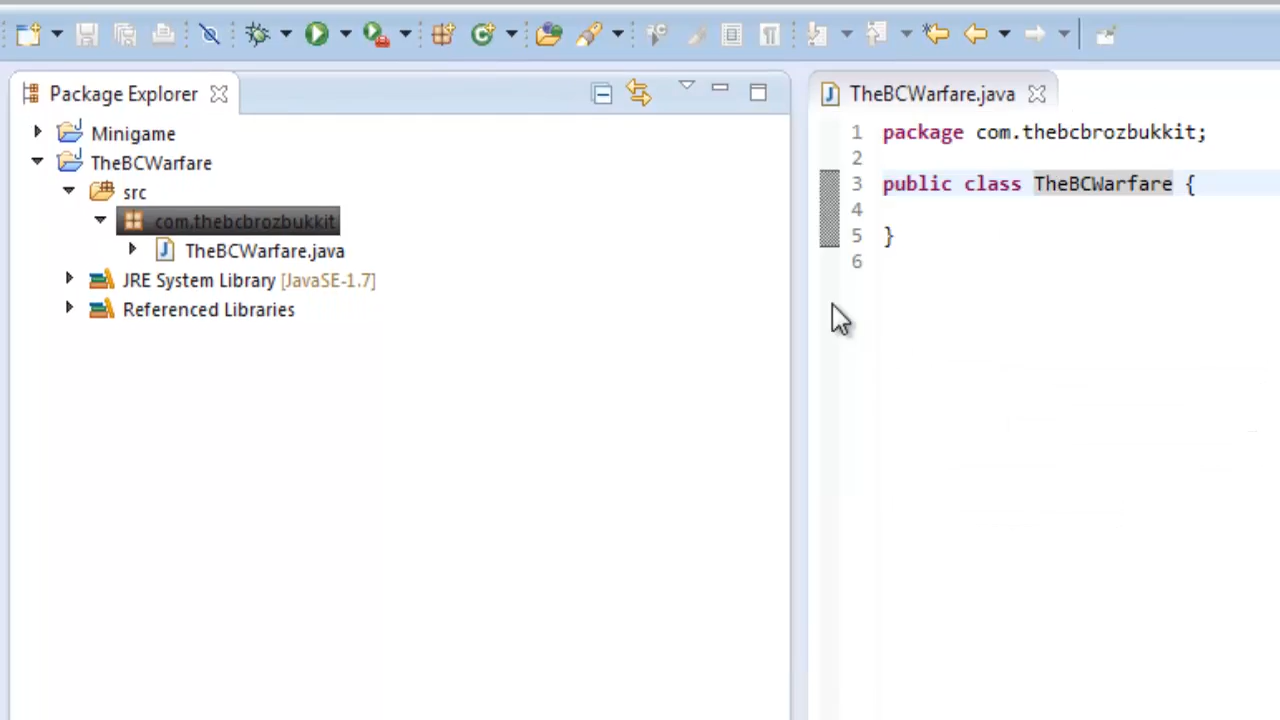 Package Explorer
Minigame
TheBCWarfare
src
com.thebcbrozbukkit
TheBCWarfare.java
JRE System Library [JavaSE-1.7]
Referenced Libraries
TheBCWarfare.java
1 package com.thebcbrozbukkit;
2
3 public class TheBCWarfare {
4
5 }
6